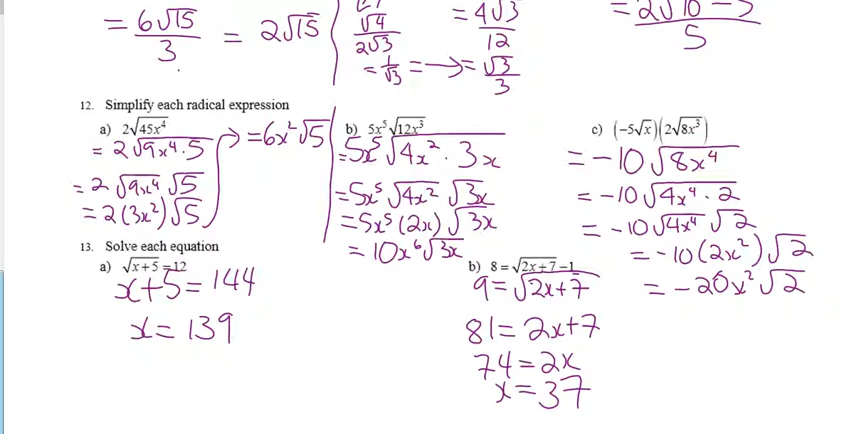 = 6√15/3 = 2√15
√4/2√3
= 1/√3 = → = √3/3
= 4√3/12
5
12. Simplify each radical expression
a) 2√45x⁴
= 2√9x⁴·5
= 2√9x⁴ √5
= 2(3x²)√5
→ = 6x²√5
b) 5x⁵√12x³
= 5x⁵√4x²·3x
= 5x⁵√4x² √3x
= 5x⁵(2x)√3x
= 10x⁶√3x
c) (-5√x)(2√8x³)
= -10√8x⁴
= -10√4x⁴·2
= -10√4x⁴ √2
= -10(2x²)√2
= -20x²√2
13. Solve each equation
a) √x+5 = 12
x+5 = 144
x = 139
b) 8 = √2x+7 - 1
9 = √2x+7
81 = 2x+7
74 = 2x
x = 37